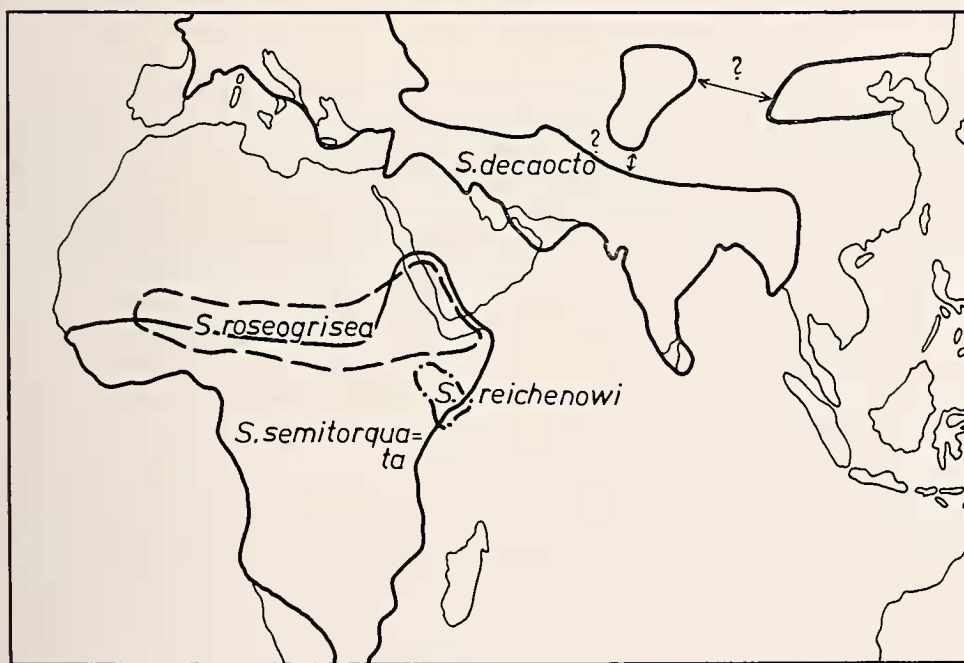 ?
?
S.decaocto
S.roseogrisea
S. reichenowi
S.semitorqua=
ta